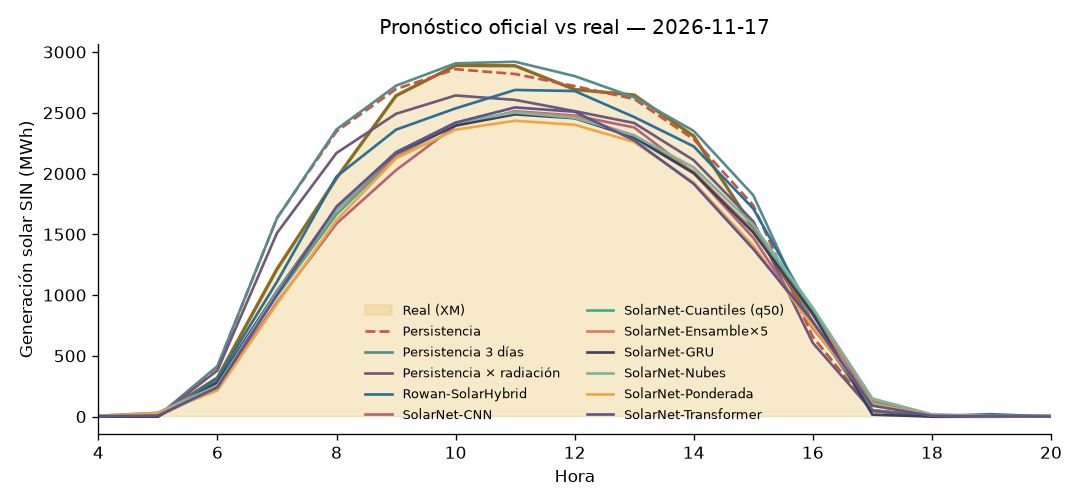 Pronóstico oficial vs real — 2026-11-17
Generación solar SIN (MWh)
3000
2500
2000
1500
1000
500
0
Real (XM)
Persistencia
Persistencia 3 días
Persistencia × radiación
Rowan-SolarHybrid
SolarNet-CNN
SolarNet-Cuantiles (q50)
SolarNet-Ensamble×5
SolarNet-GRU
SolarNet-Nubes
SolarNet-Ponderada
SolarNet-Transformer
4 6 8 10 12 14 16 18 20
Hora